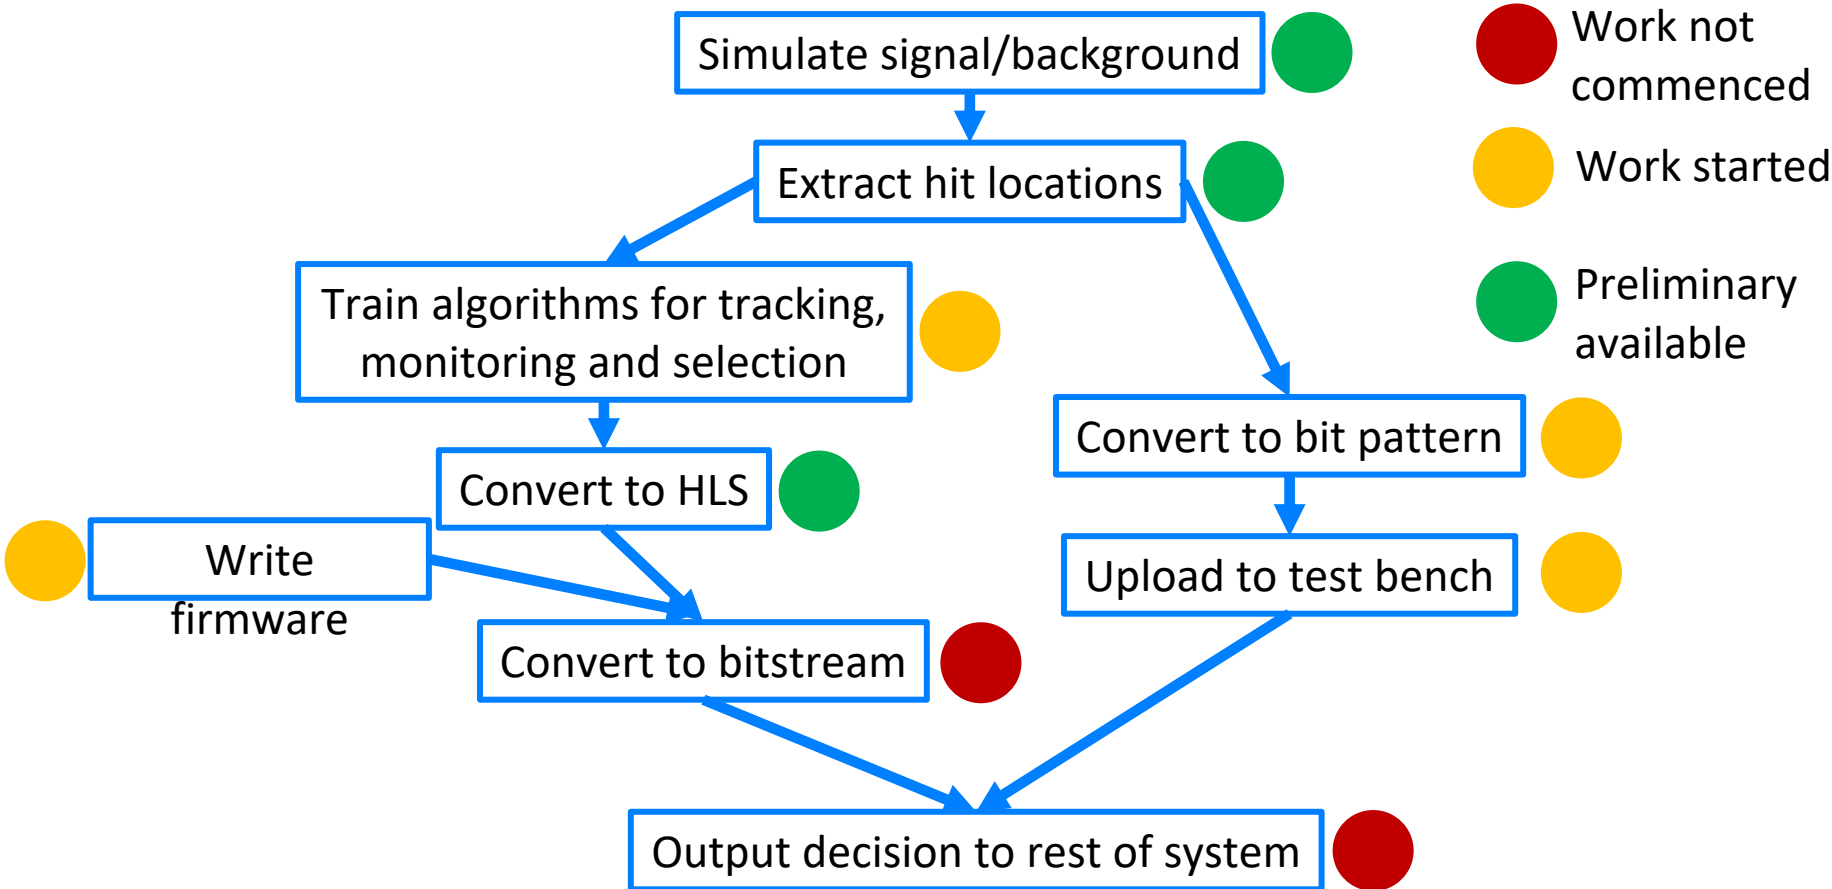 Simulate signal/background
Extract hit locations
Train algorithms for tracking,
monitoring and selection
Convert to HLS
Write
firmware
Convert to bitstream
Convert to bit pattern
Upload to test bench
Output decision to rest of system
Work not
commenced
Work started
Preliminary
available